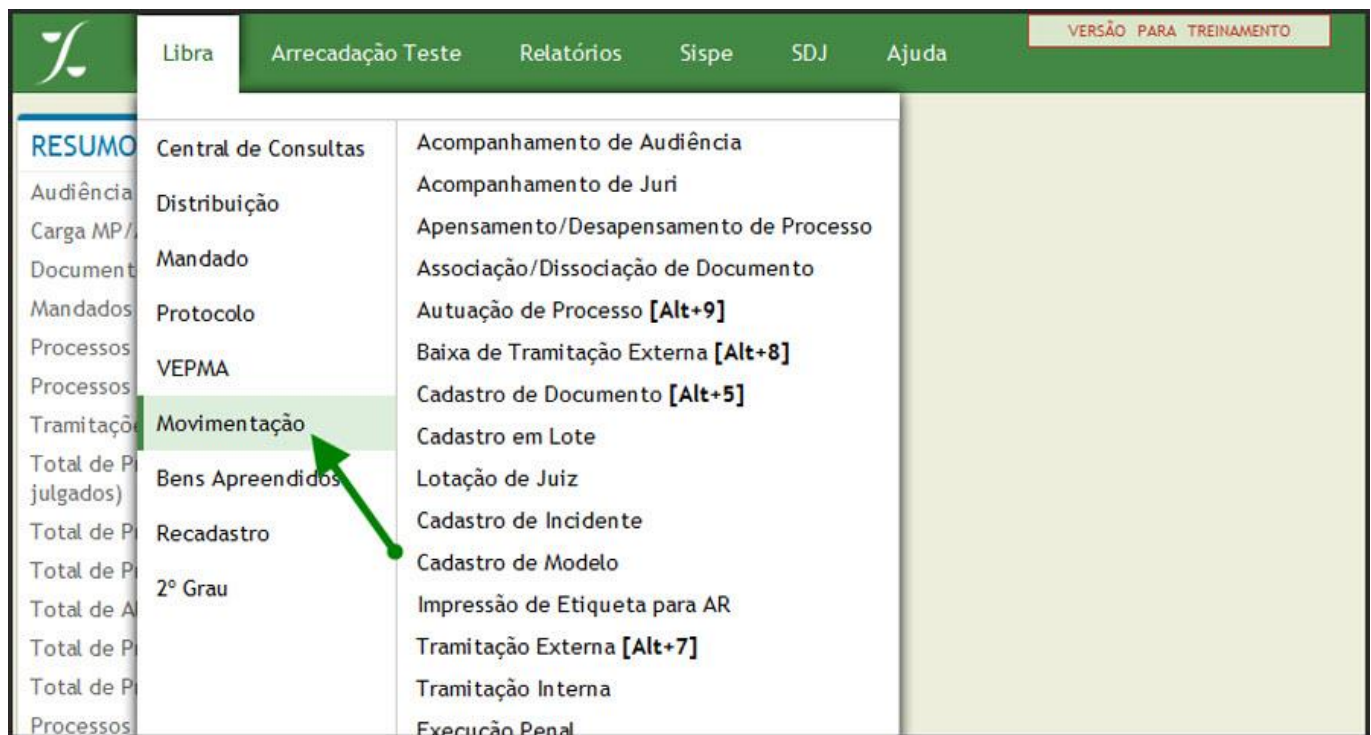 Libra
Arrecadação Teste
Relatórios
Sispe
SDJ
Ajuda
VERSÃO PARA TREINAMENTO
RESUMO
Audiência
Carga MP/
Document
Mandados
Processos
Processos
Tramitaçõ
Total de P
julgados)
Total de P
Total de P
Total de A
Total de P
Total de P
Processos
Central de Consultas
Distribuição
Mandado
Protocolo
VEPMA
Movimentação
Bens Apreendidos
Recadastro
2º Grau
Acompanhamento de Audiência
Acompanhamento de Juri
Apensamento/Desapensamento de Processo
Associação/Dissociação de Documento
Autuação de Processo [Alt+9]
Baixa de Tramitação Externa [Alt+8]
Cadastro de Documento [Alt+5]
Cadastro em Lote
Lotação de Juiz
Cadastro de Incidente
Cadastro de Modelo
Impressão de Etiqueta para AR
Tramitação Externa [Alt+7]
Tramitação Interna
Execução Penal